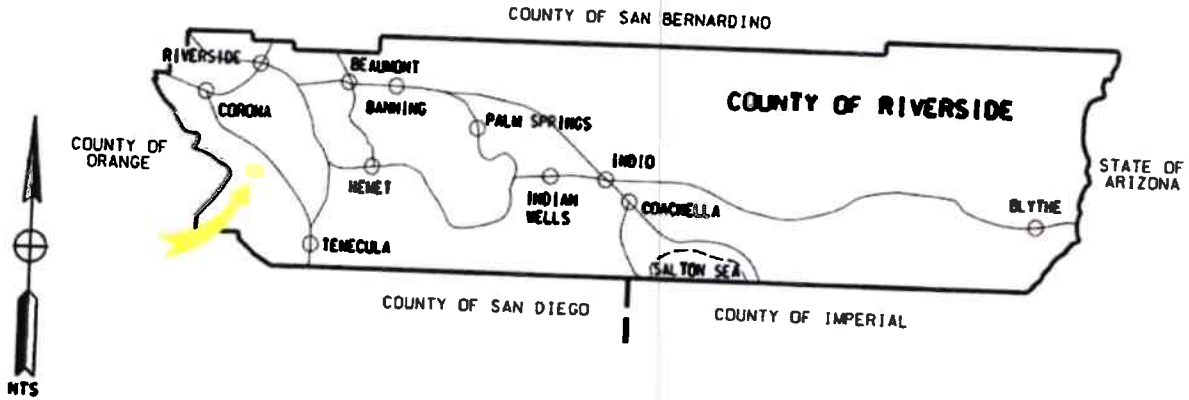 COUNTY OF SAN BERNARDINO
RIVERSIDE
BEAUMONT
CORONA
BANNING
PALM SPRINGS
COUNTY OF RIVERSIDE
COUNTY OF
ORANGE
HEMET
INDIO
STATE OF
ARIZONA
INDIAN
WELLS
COACHELLA
BLYTHE
TEMECULA
SALTON SEA
COUNTY OF SAN DIEGO
COUNTY OF IMPERIAL
NTS